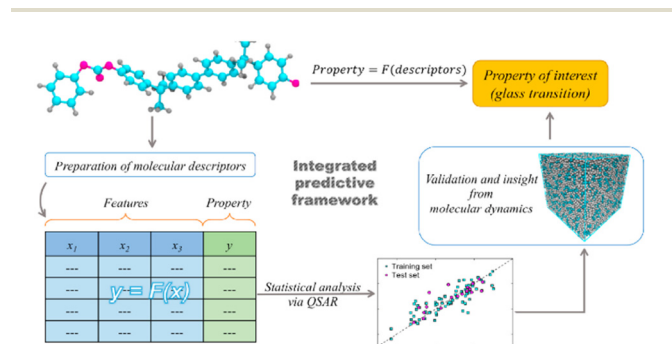 Property = F(descriptors)
Property of interest
(glass transition)
Preparation of molecular descriptors
Integrated
predictive
framework
Validation and insight
from
molecular dynamics
Features
Property
x1 x2 x3 y
--- --- --- ---
--- --- --- ---
--- --- --- ---
--- --- --- ---
y = F(x)
Statistical analysis
via QSAR
Training set
Test set